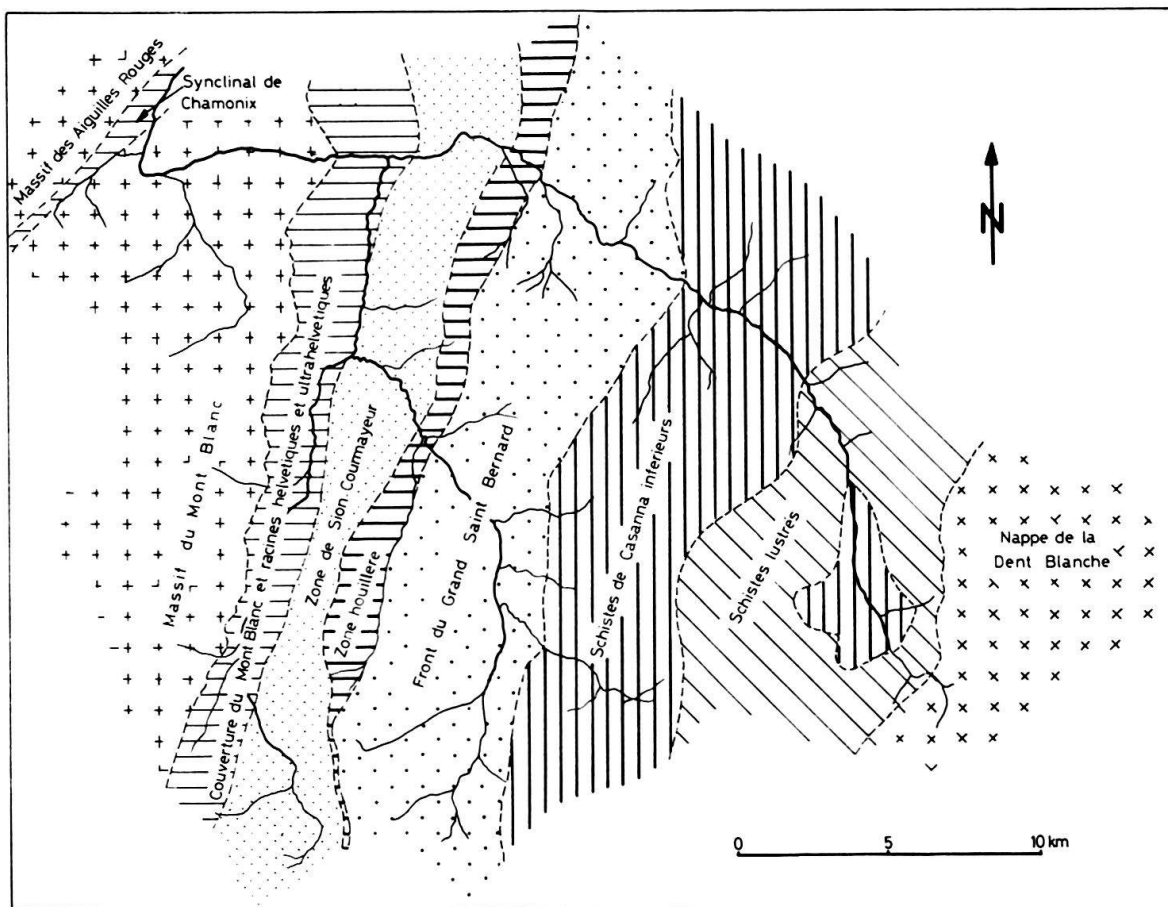 Massif des Aiguilles Rouges
Synclinal de
Chamonix
N
Massif du Mont Blanc
Couverture du Mont Blanc et racines helvetiques et ultrahelvetiques
Zone de Sion Courmayeur
Zone houillere
Front du Grand Saint Bernard
Schistes de Casanna inferieurs
Schistes lustrés
Nappe de la
Dent Blanche
0 5 10 km